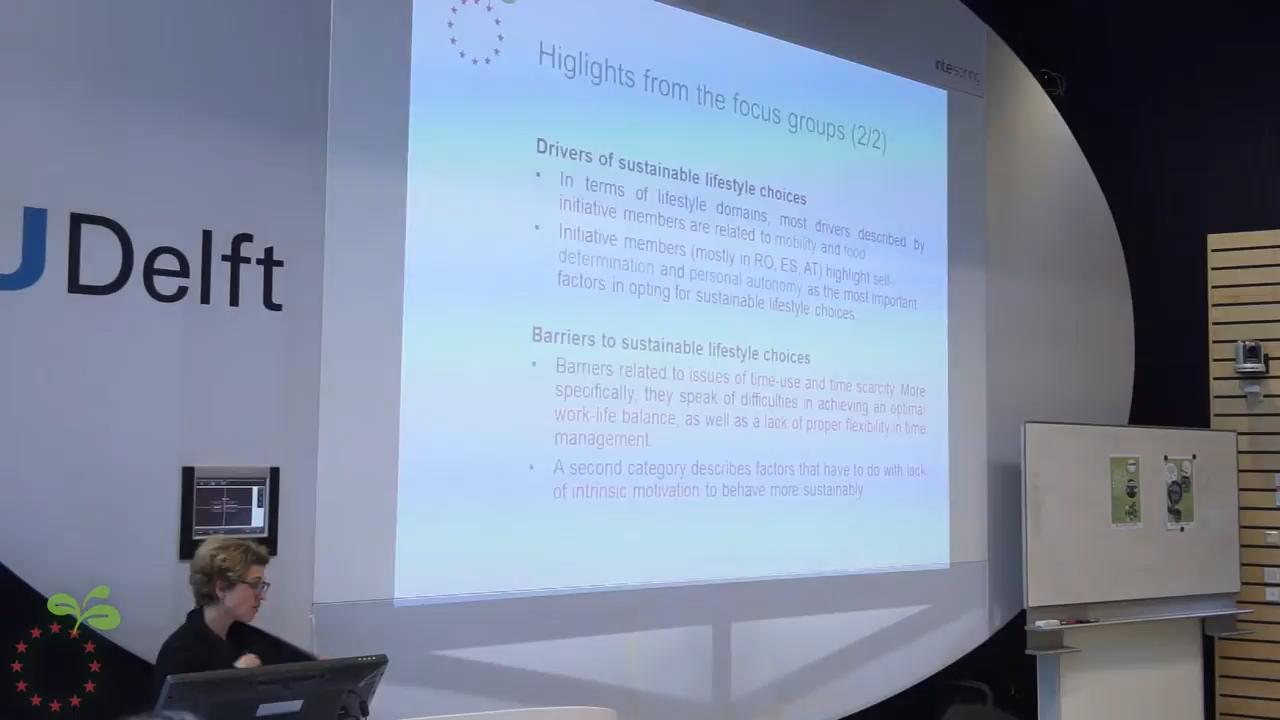 UDelft
intespring
Higlights from the focus groups (2/2)
Drivers of sustainable lifestyle choices
• In terms of lifestyle domains, most drivers described by
initiative members are related to mobility and food
• Initiative members (mostly in RO, ES, AT) highlight self-
determination and personal autonomy as the most important
factors in opting for sustainable lifestyle choices.
Barriers to sustainable lifestyle choices
• Barriers related to issues of time-use and time scarcity. More
specifically, they speak of difficulties in achieving an optimal
work-life balance, as well as a lack of proper flexibility in time
management.
• A second category describes factors that have to do with lack
of intrinsic motivation to behave more sustainably